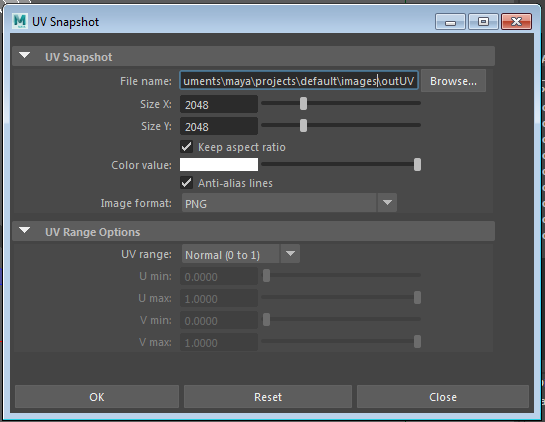 UV Snapshot
UV Snapshot
File name: uments\maya\projects\default\images\outUV Browse...
Size X: 2048
Size Y: 2048
Keep aspect ratio
Color value:
Anti-alias lines
Image format: PNG
UV Range Options
UV range: Normal (0 to 1)
U min: 0.0000
U max: 1.0000
V min: 0.0000
V max: 1.0000
OK Reset Close